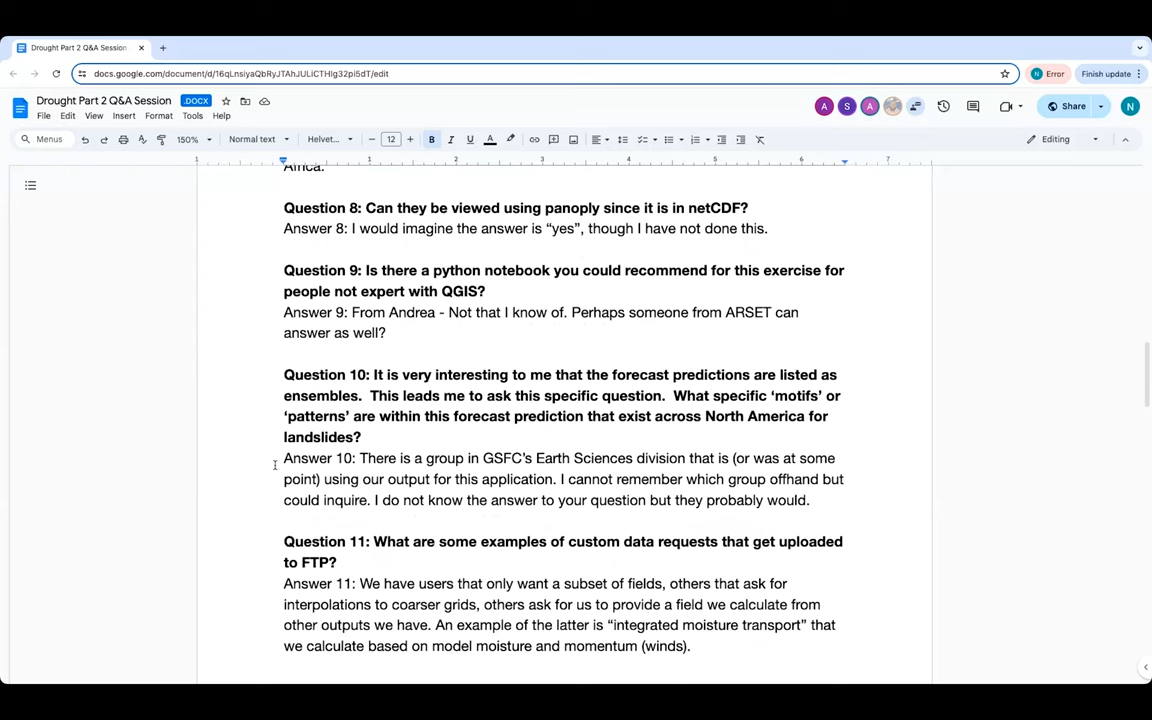 Drought Part 2 Q&A Session
docs.google.com/document/d/16qLnsiyaQbRyJTAhJULiCTHIg32pi5dT/edit
N Error Finish update
Drought Part 2 Q&A Session .DOCX
File Edit View Insert Format Tools Help
A S A Share N
Menus 150% Normal text Helvet... 12 B I U A Editing
1 1 2 3 4 5 6 7
Africa.
Question 8: Can they be viewed using panoply since it is in netCDF?
Answer 8: I would imagine the answer is “yes”, though I have not done this.
Question 9: Is there a python notebook you could recommend for this exercise for
people not expert with QGIS?
Answer 9: From Andrea - Not that I know of. Perhaps someone from ARSET can
answer as well?
Question 10: It is very interesting to me that the forecast predictions are listed as
ensembles.  This leads me to ask this specific question.  What specific ‘motifs’ or
‘patterns’ are within this forecast prediction that exist across North America for
landslides?
Answer 10: There is a group in GSFC’s Earth Sciences division that is (or was at some
point) using our output for this application. I cannot remember which group offhand but
could inquire. I do not know the answer to your question but they probably would.
Question 11: What are some examples of custom data requests that get uploaded
to FTP?
Answer 11: We have users that only want a subset of fields, others that ask for
interpolations to coarser grids, others ask for us to provide a field we calculate from
other outputs we have. An example of the latter is “integrated moisture transport” that
we calculate based on model moisture and momentum (winds).